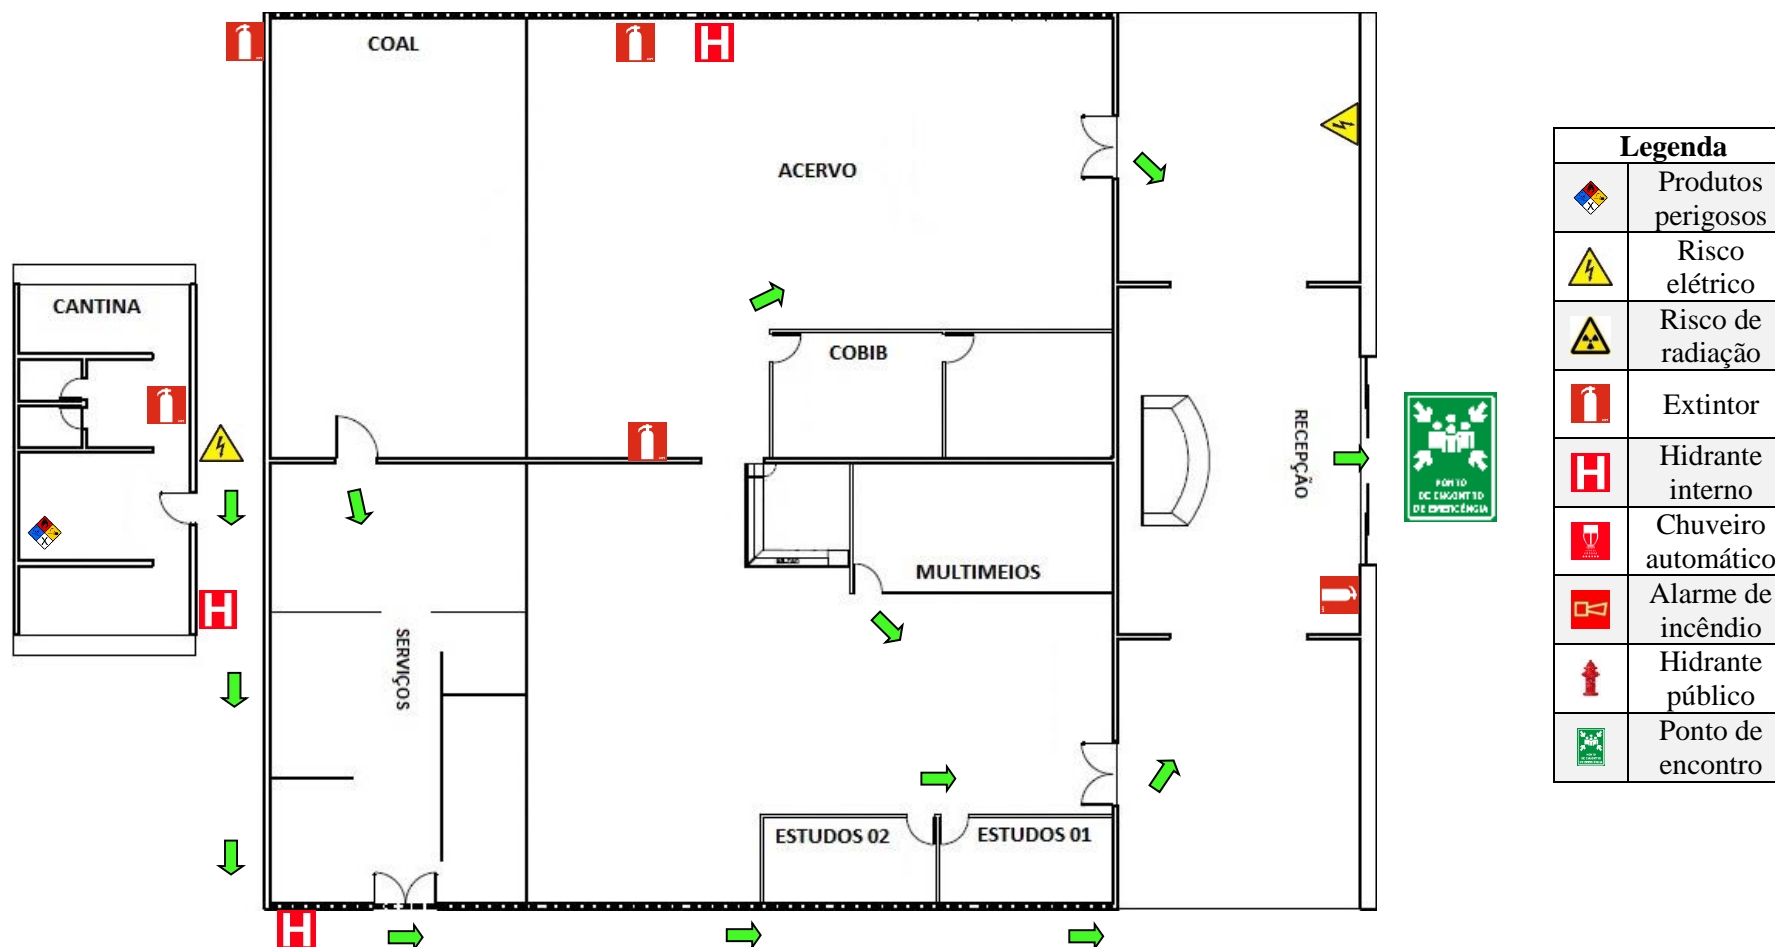 COAL
ACERVO
CANTINA
COBIB
RECEPÇÃO
MULTIMEIOS
SERVIÇOS
ESTUDOS 02
ESTUDOS 01
H
H
H
PONTO
DE ENCONTRO
DE EMERGÊNCIA
Legenda
Produtos
perigosos
Risco
elétrico
Risco de
radiação
Extintor
H
Hidrante
interno
Chuveiro
automático
Alarme de
incêndio
Hidrante
público
Ponto de
encontro